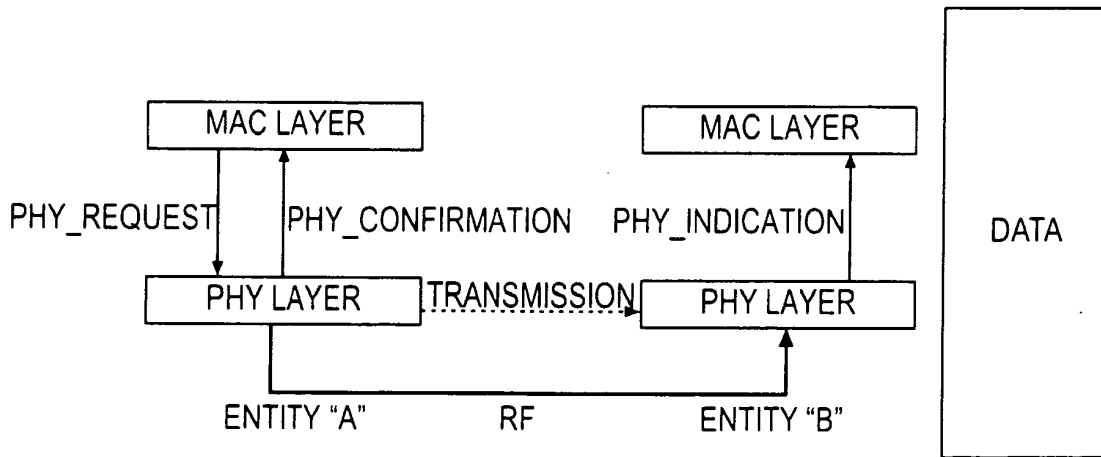 MAC LAYER
MAC LAYER
PHY_REQUEST
PHY_CONFIRMATION
PHY_INDICATION
DATA
PHY LAYER
TRANSMISSION
PHY LAYER
ENTITY “A”
RF
ENTITY “B”